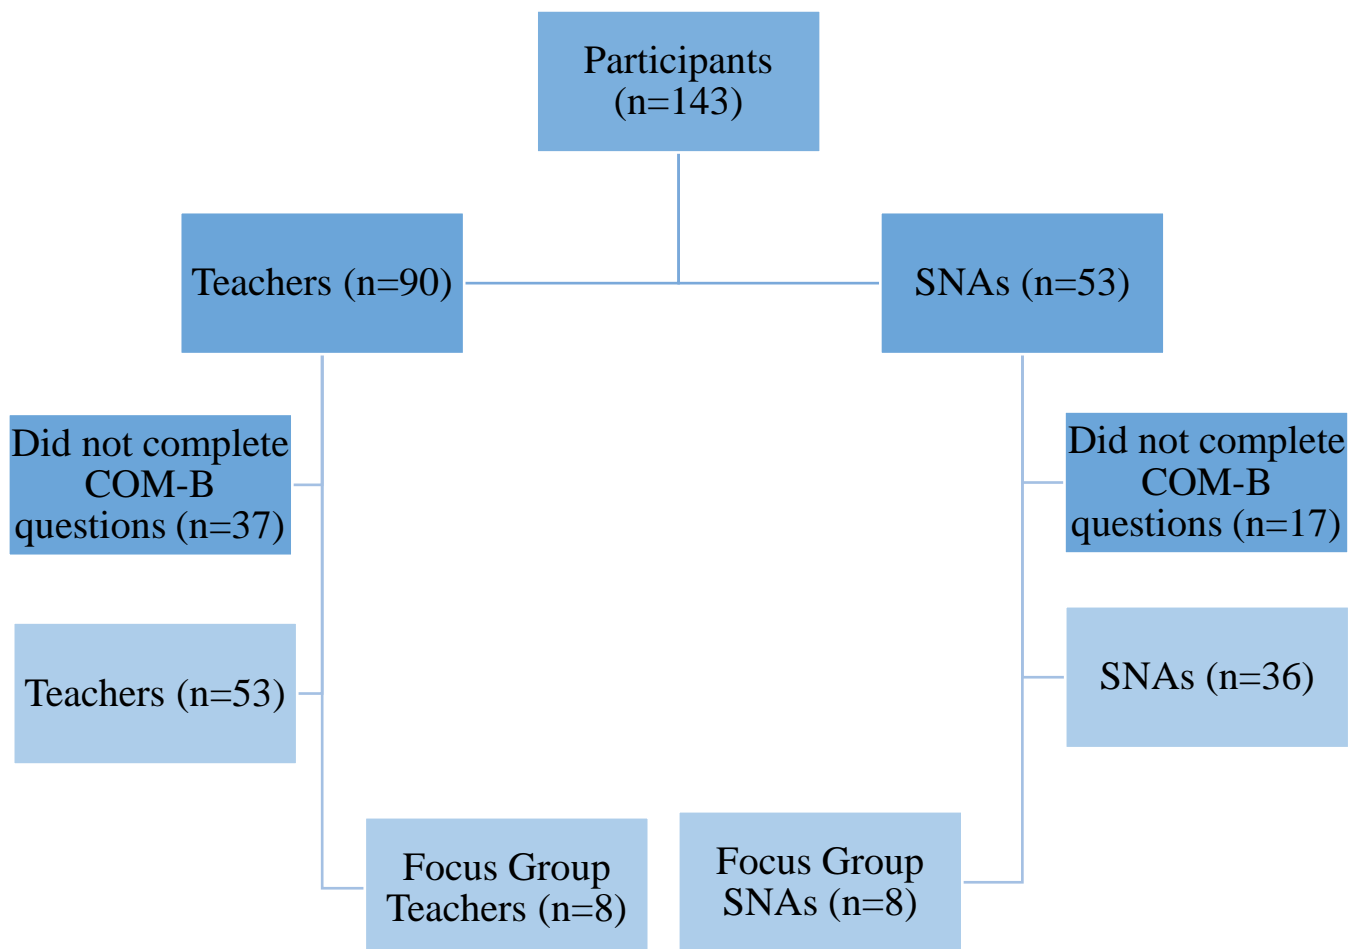 Participants
(n=143)
Teachers (n=90)
SNAs (n=53)
Did not complete
COM-B
questions (n=37)
Did not complete
COM-B
questions (n=17)
Teachers (n=53)
SNAs (n=36)
Focus Group
Teachers (n=8)
Focus Group
SNAs (n=8)